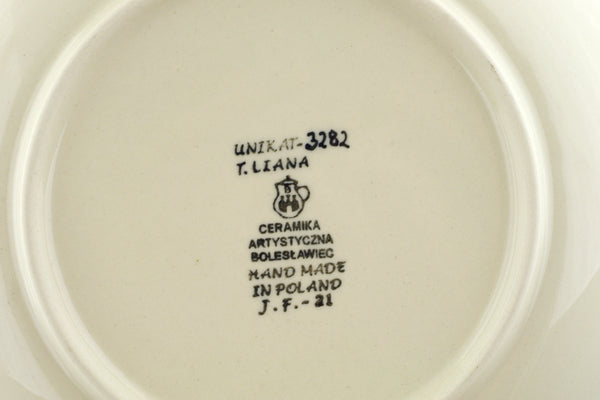 UNIKAT-3282
T. LIANA
B
CERAMIKA
ARTYSTYCZNA
BOLESŁAWIEC
HAND MADE
IN POLAND
J.F.-21